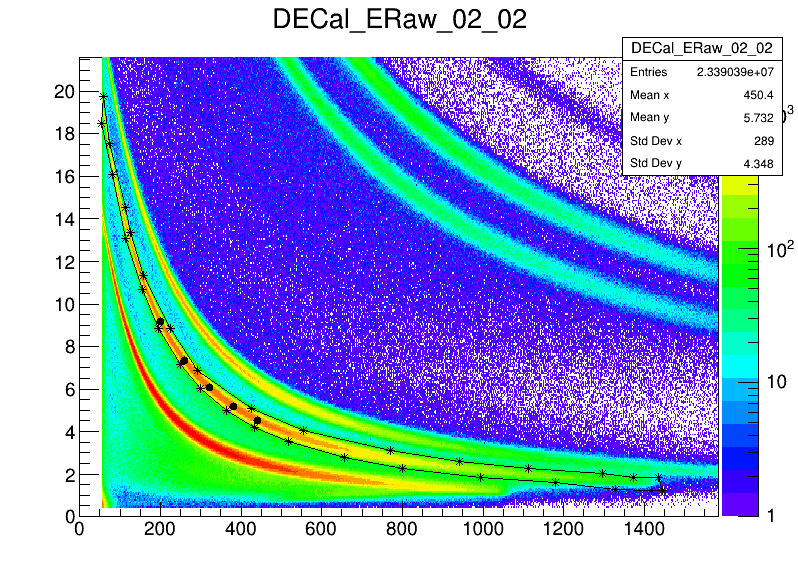 DECal_ERaw_02_02
DECal_ERaw_02_02
Entries 2.339039e+07
Mean x 450.4
Mean y 5.732
Std Dev x 289
Std Dev y 4.348
20
18
16
14
12
10
8
6
4
2
0
0 200 400 600 800 1000 1200 1400
10²
10
1